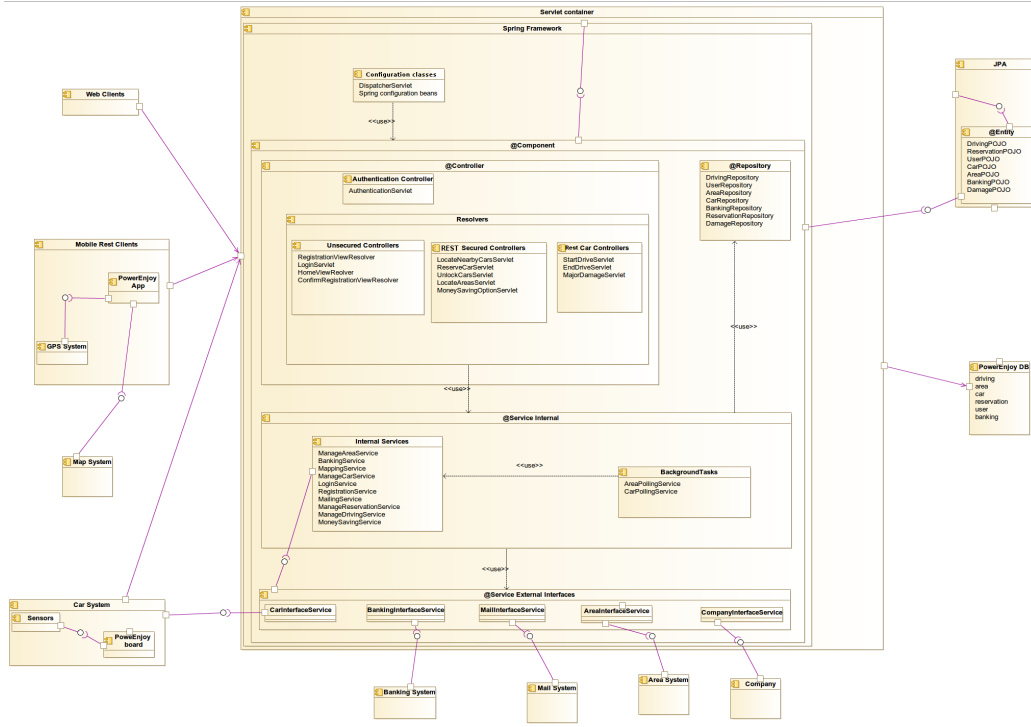 Servlet container
Spring Framework
Configuration classes
DispatcherServlet
Spring configuration beans
<<use>>
Web Clients
JPA
@Entity
DrivingPOJO
ReservationPOJO
UserPOJO
CarPOJO
AreaPOJO
BankingPOJO
DamagePOJO
@Component
@Controller
Authentication Controller
AuthenticationServlet
@Repository
DrivingRepository
UserRepository
AreaRepository
CarRepository
BankingRepository
ReservationRepository
DamageRepository
Resolvers
Unsecured Controllers
RegistrationViewResolver
LoginServlet
HomeViewReolver
ConfirmRegistrationViewResolver
REST Secured Controllers
LocateNearbyCarsServlet
ReserveCarServlet
UnlockCarsServlet
LocateAreasServlet
MoneySavingOptionServlet
Rest Car Controllers
StartDriveServlet
EndDriveServlet
MajorDamageServlet
Mobile Rest Clients
PowerEnjoy
App
GPS System
Map System
<<use>>
<<use>>
PowerEnjoy DB
driving
area
car
reservation
user
banking
@Service Internal
Internal Services
ManageAreaService
BankingService
MappingService
ManageCarService
LoginService
RegistrationService
MailingService
ManageReservationService
ManageDrivingService
MoneySavingService
<<use>>
BackgroundTasks
AreaPollingService
CarPollingService
<<use>>
@Service External Interfaces
CarInterfaceService
BankingInterfaceService
MailInterfaceService
AreaInterfaceService
CompanyInterfaceService
Car System
Sensors
PoweEnjoy
board
Banking System
Mail System
Area System
Company